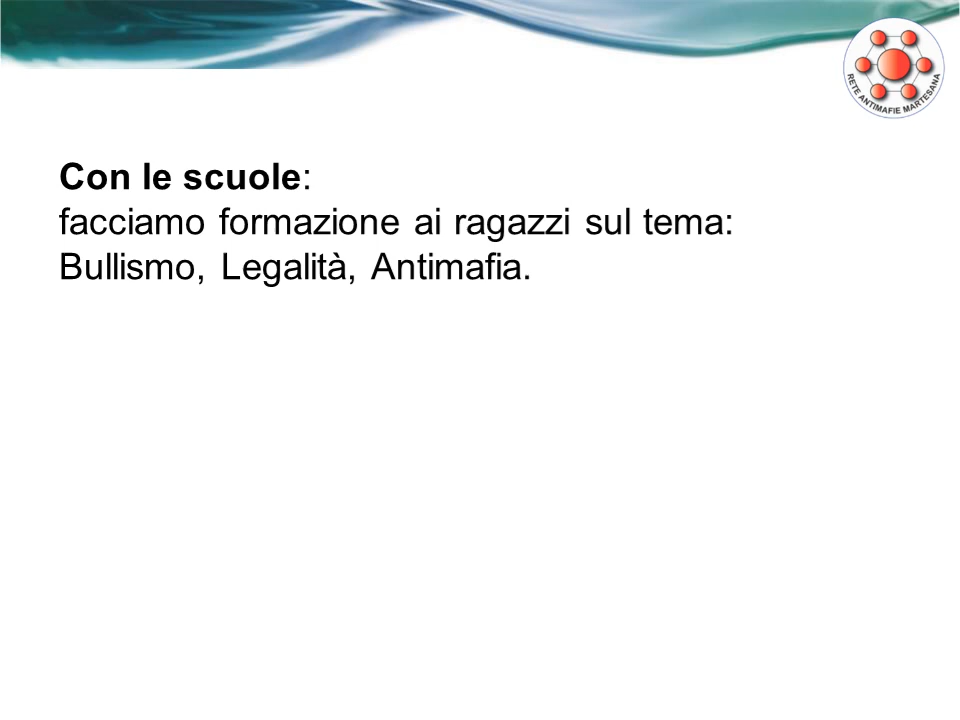 RETE ANTIMAFIE MARTESANA
Con le scuole:
facciamo formazione ai ragazzi sul tema:
Bullismo, Legalità, Antimafia.